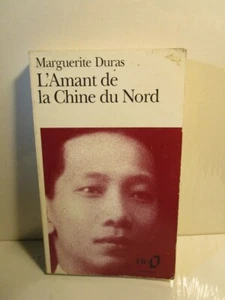 Marguerite Duras
L'Amant de
la Chine du Nord